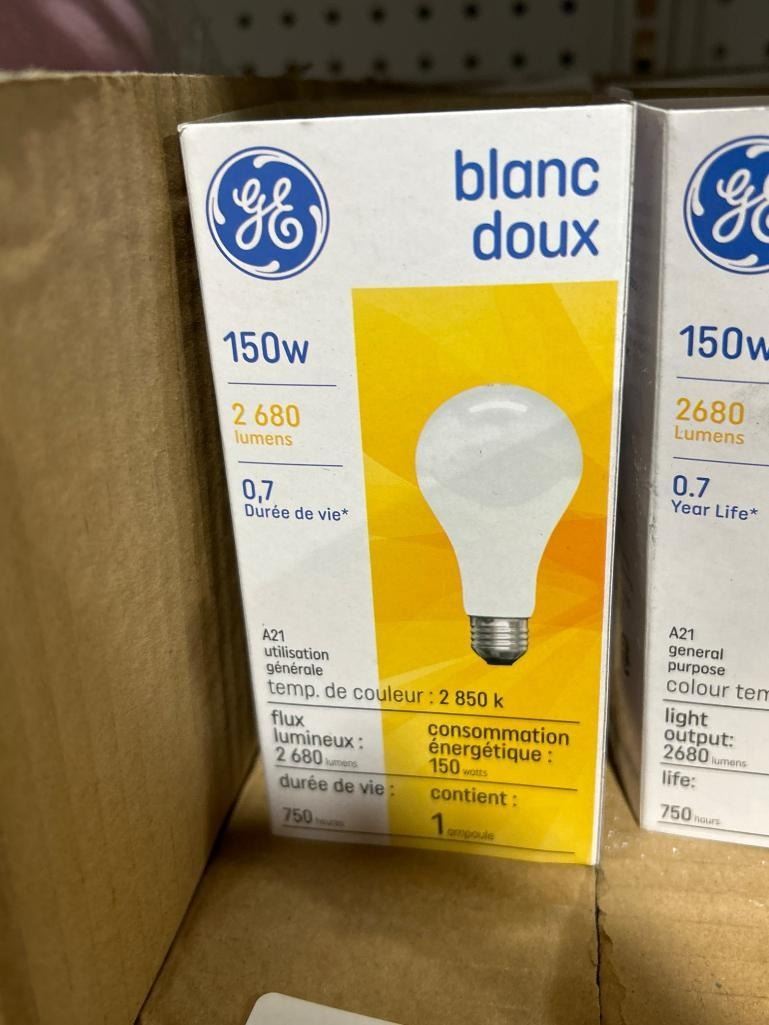 GE
blanc
doux
150w
2 680
lumens
0,7
Durée de vie*
A21
utilisation
générale
temp. de couleur : 2 850 k
flux
lumineux :
2 680 lumens
consommation
énergétique :
150 watts
durée de vie :
750 heures
contient :
1 ampoule
GE
150w
2680
Lumens
0.7
Year Life*
A21
general
purpose
colour tem
light
output:
2680 lumens
life:
750 hours